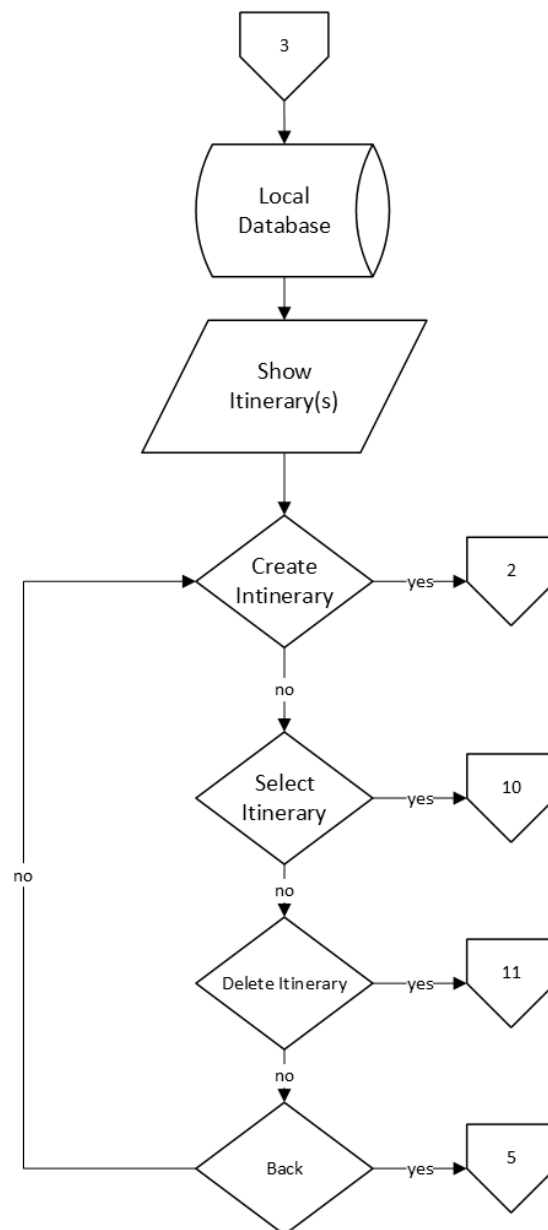 3
Local
Database
Show
Itinerary(s)
Create
Intinerary
yes
2
no
Select
Itinerary
yes
10
no
no
Delete Itinerary
yes
11
no
Back
yes
5